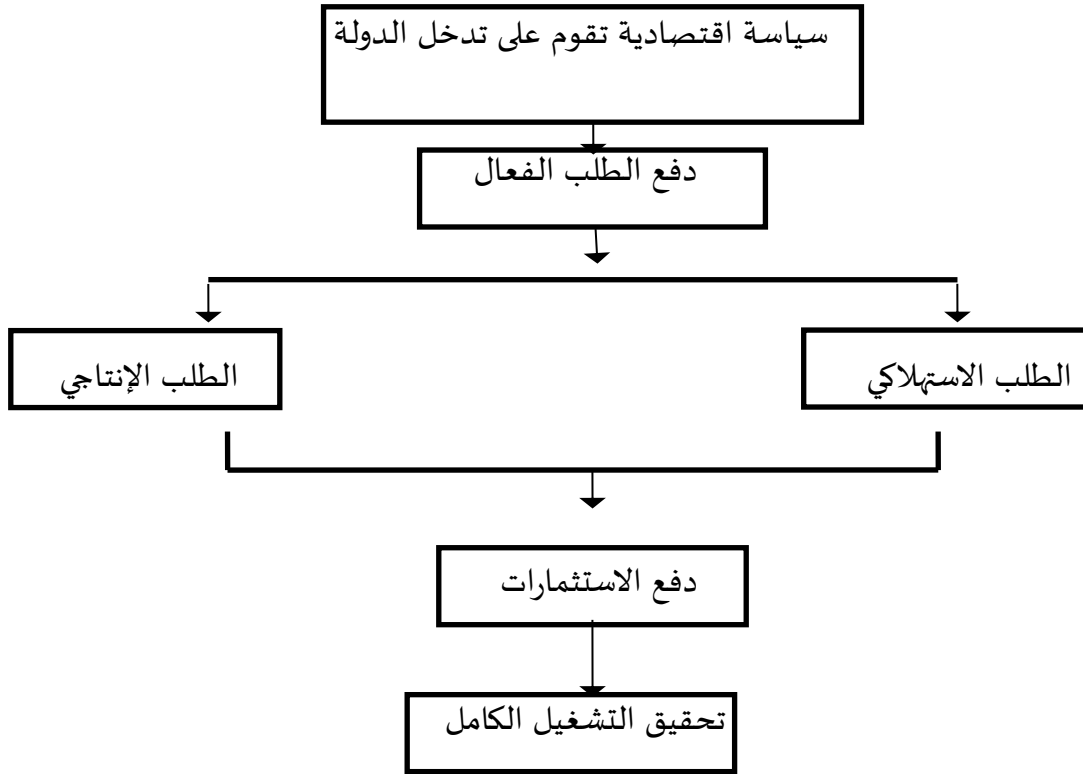 سياسة اقتصادية تقوم على تدخل الدولة
دفع الطلب الفعال
الطلب الاستهلاكي
الطلب الإنتاجي
دفع الاستثمارات
تحقيق التشغيل الكامل